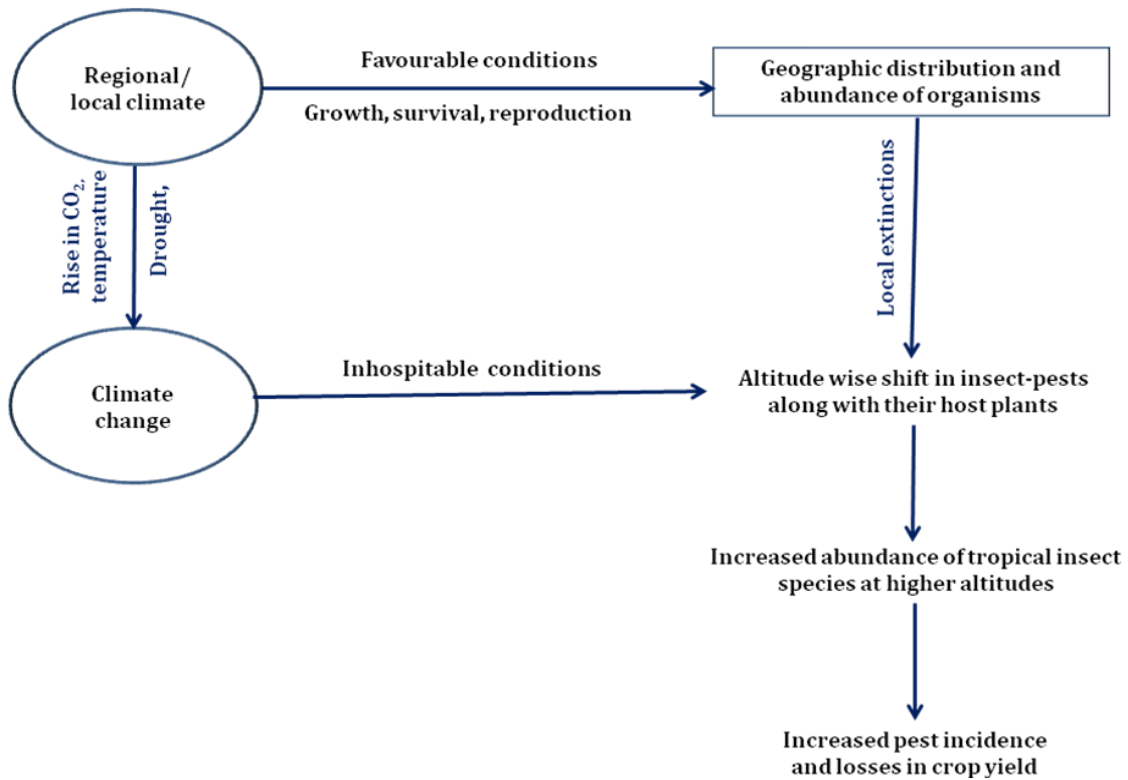 Regional/
local climate
Favourable conditions
Growth, survival, reproduction
Geographic distribution and
abundance of organisms
Rise in CO₂,
temperature
Drought,
Local extinctions
Climate
change
Inhospitable conditions
Altitude wise shift in insect-pests
along with their host plants
Increased abundance of tropical insect
species at higher altitudes
Increased pest incidence
and losses in crop yield